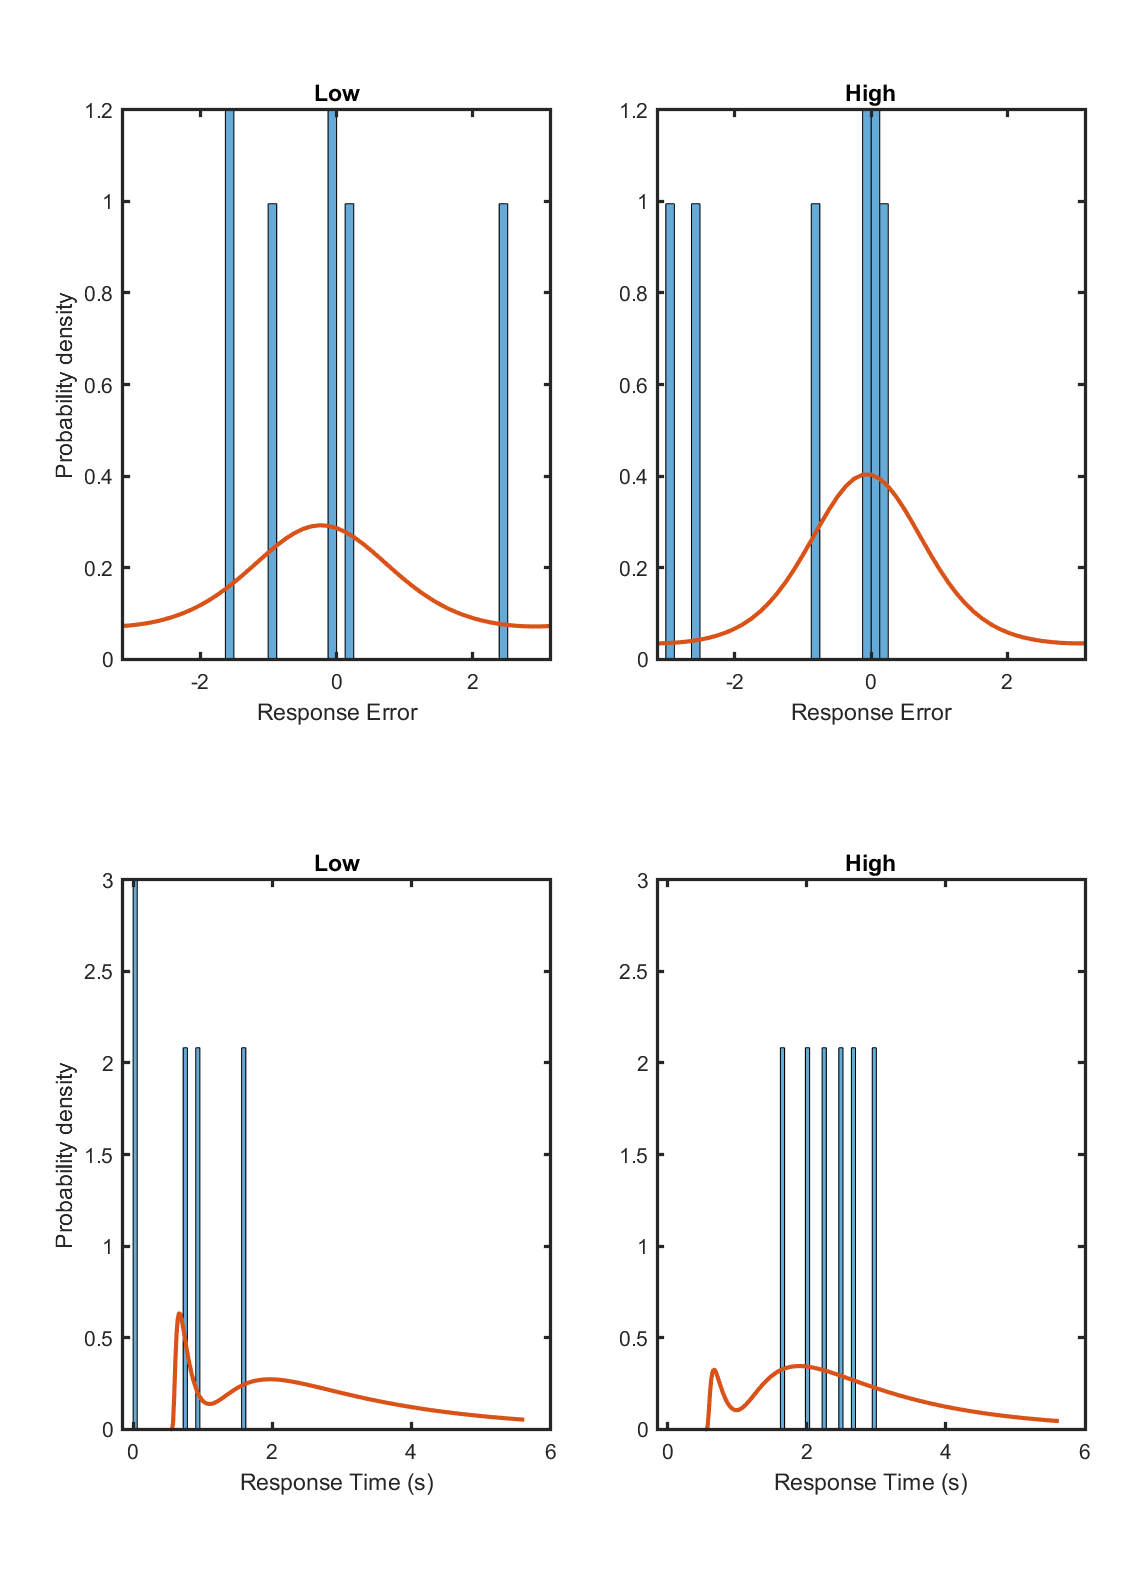 Low High
1.2 1.2
1 1
0.8 0.8
0.6 0.6
0.4 0.4
0.2 0.2
0 0
Probability density
-2 0 2 -2 0 2
Response Error Response Error
Low High
3 3
2.5 2.5
2 2
1.5 1.5
1 1
0.5 0.5
0 0
Probability density
0 2 4 6 0 2 4 6
Response Time (s) Response Time (s)